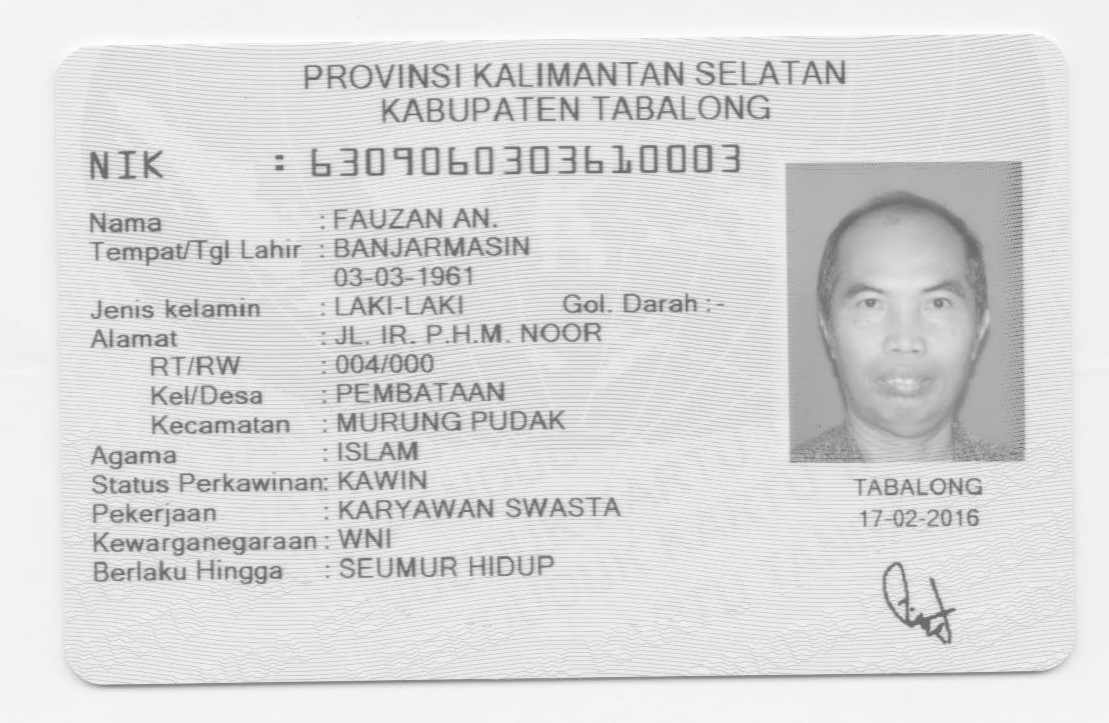 PROVINSI KALIMANTAN SELATAN
KABUPATEN TABALONG
NIK : 6309060303610003
Nama : FAUZAN AN.
Tempat/Tgl Lahir : BANJARMASIN
03-03-1961
Jenis kelamin : LAKI-LAKI Gol. Darah :-
Alamat : JL. IR. P.H.M. NOOR
RT/RW : 004/000
Kel/Desa : PEMBATAAN
Kecamatan : MURUNG PUDAK
Agama : ISLAM
Status Perkawinan: KAWIN
Pekerjaan : KARYAWAN SWASTA
Kewarganegaraan : WNI
Berlaku Hingga : SEUMUR HIDUP
TABALONG
17-02-2016